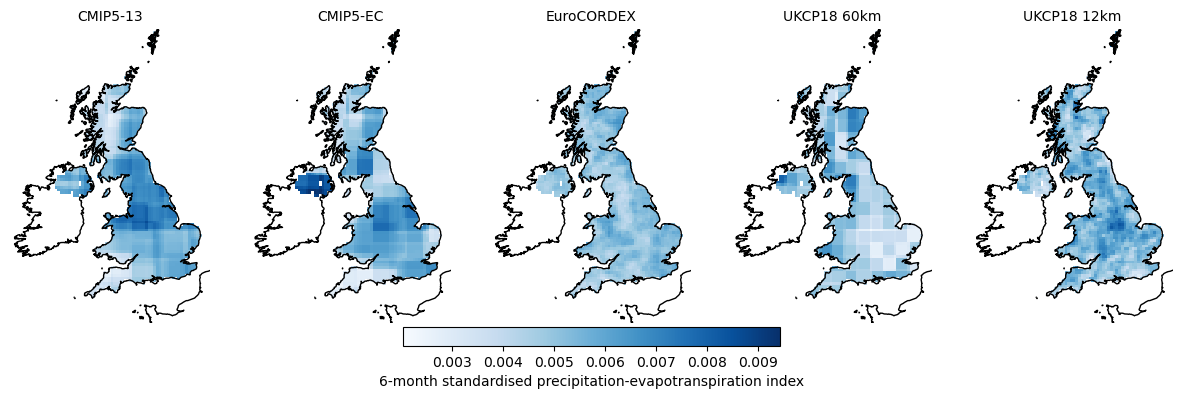 CMIP5-13 CMIP5-EC EuroCORDEX UKCP18 60km UKCP18 12km
0.003 0.004 0.005 0.006 0.007 0.008 0.009
6-month standardised precipitation-evapotranspiration index